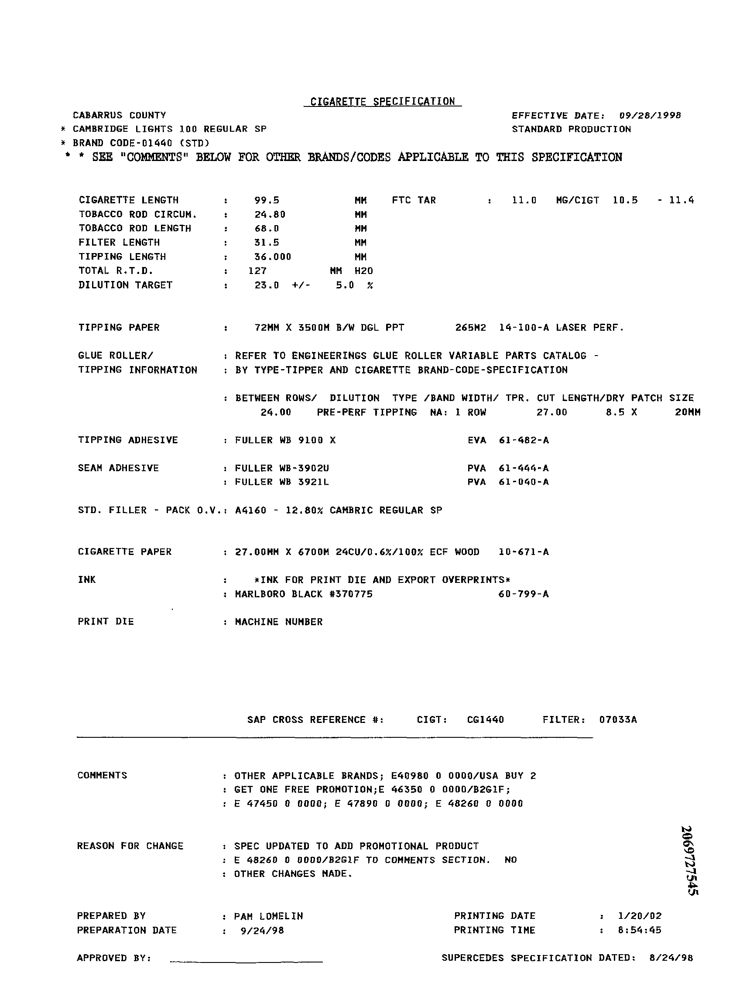 CIGARETTE SPECIFICATION
CABARRUS COUNTY EFFECTIVE DATE: 09/28/1998
* CAMBRIDGE LIGHTS 100 REGULAR SP STANDARD PRODUCTION
* BRAND CODE-01440 (STD)
* * SEE "COMMENTS" BELOW FOR OTHER BRANDS/CODES APPLICABLE TO THIS SPECIFICATION
CIGARETTE LENGTH : 99.5 MM FTC TAR : 11.0 MG/CIGT 10.5 - 11.4
TOBACCO ROD CIRCUM. : 24.80 MM
TOBACCO ROD LENGTH : 68.0 MM
FILTER LENGTH : 31.5 MM
TIPPING LENGTH : 36.000 MM
TOTAL R.T.D. : 127 MM H2O
DILUTION TARGET : 23.0 +/- 5.0 %
TIPPING PAPER : 72MM X 3500M B/W DGL PPT 265M2 14-100-A LASER PERF.
GLUE ROLLER/ : REFER TO ENGINEERINGS GLUE ROLLER VARIABLE PARTS CATALOG -
TIPPING INFORMATION : BY TYPE-TIPPER AND CIGARETTE BRAND-CODE-SPECIFICATION
: BETWEEN ROWS/ DILUTION TYPE /BAND WIDTH/ TPR. CUT LENGTH/DRY PATCH SIZE
24.00 PRE-PERF TIPPING NA: 1 ROW 27.00 8.5 X 20MM
TIPPING ADHESIVE : FULLER WB 9100 X EVA 61-482-A
SEAM ADHESIVE : FULLER WB-3902U PVA 61-444-A
: FULLER WB 3921L PVA 61-040-A
STD. FILLER - PACK O.V.: A4160 - 12.80% CAMBRIC REGULAR SP
CIGARETTE PAPER : 27.00MM X 6700M 24CU/0.6%/100% ECF WOOD 10-671-A
INK : *INK FOR PRINT DIE AND EXPORT OVERPRINTS*
: MARLBORO BLACK #370775 60-799-A
PRINT DIE : MACHINE NUMBER
SAP CROSS REFERENCE #: CIGT: CG1440 FILTER: 07033A
COMMENTS : OTHER APPLICABLE BRANDS; E40980 0 0000/USA BUY 2
: GET ONE FREE PROMOTION;E 46350 0 0000/B2G1F;
: E 47450 0 0000; E 47890 0 0000; E 48260 0 0000
REASON FOR CHANGE : SPEC UPDATED TO ADD PROMOTIONAL PRODUCT
: E 48260 0 0000/B2G1F TO COMMENTS SECTION. NO
: OTHER CHANGES MADE.
2069727545
PREPARED BY : PAM LOMELIN PRINTING DATE : 1/20/02
PREPARATION DATE : 9/24/98 PRINTING TIME : 8:54:45
APPROVED BY: SUPERCEDES SPECIFICATION DATED: 8/24/98